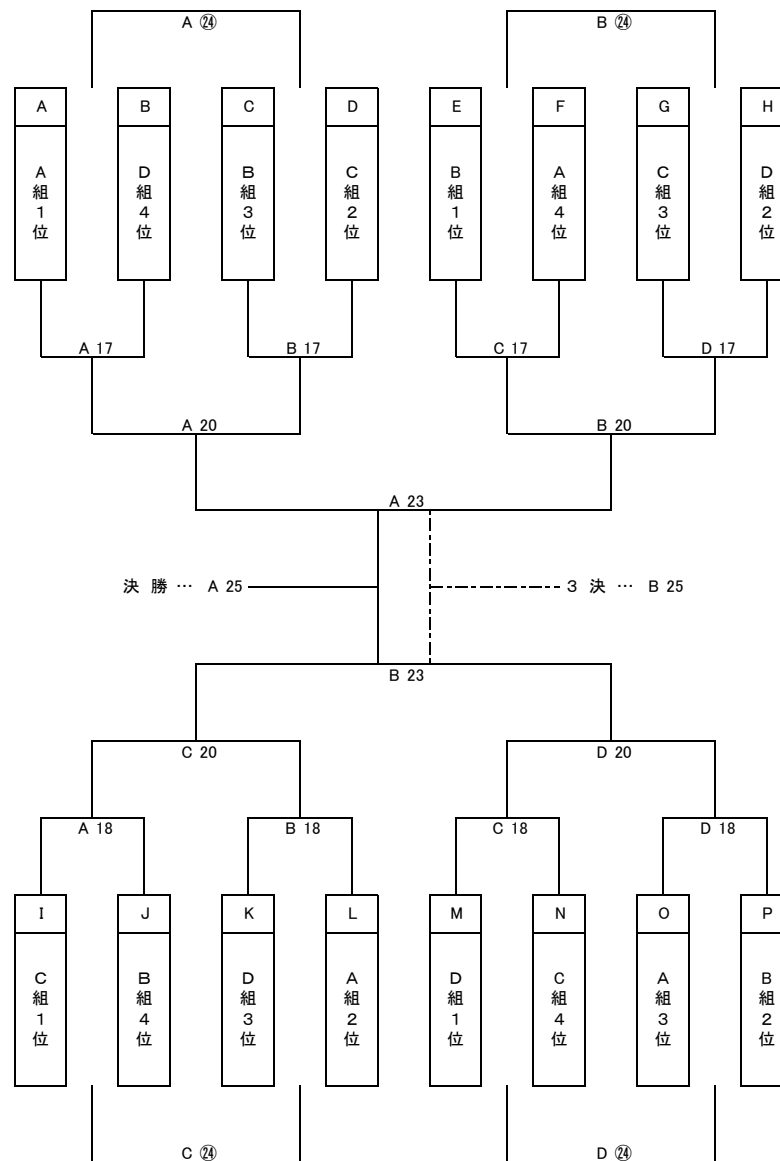 A ㉔ B ㉔
A B C D E F G H
A組1位 D組4位 B組3位 C組2位 B組1位 A組4位 C組3位 D組2位
A 17 B 17 C 17 D 17
A 20 B 20
A 23
決 勝 … A 25 3 決 … B 25
B 23
C 20 D 20
A 18 B 18 C 18 D 18
I J K L M N O P
C組1位 B組4位 D組3位 A組2位 D組1位 C組4位 A組3位 B組2位
C ㉔ D ㉔